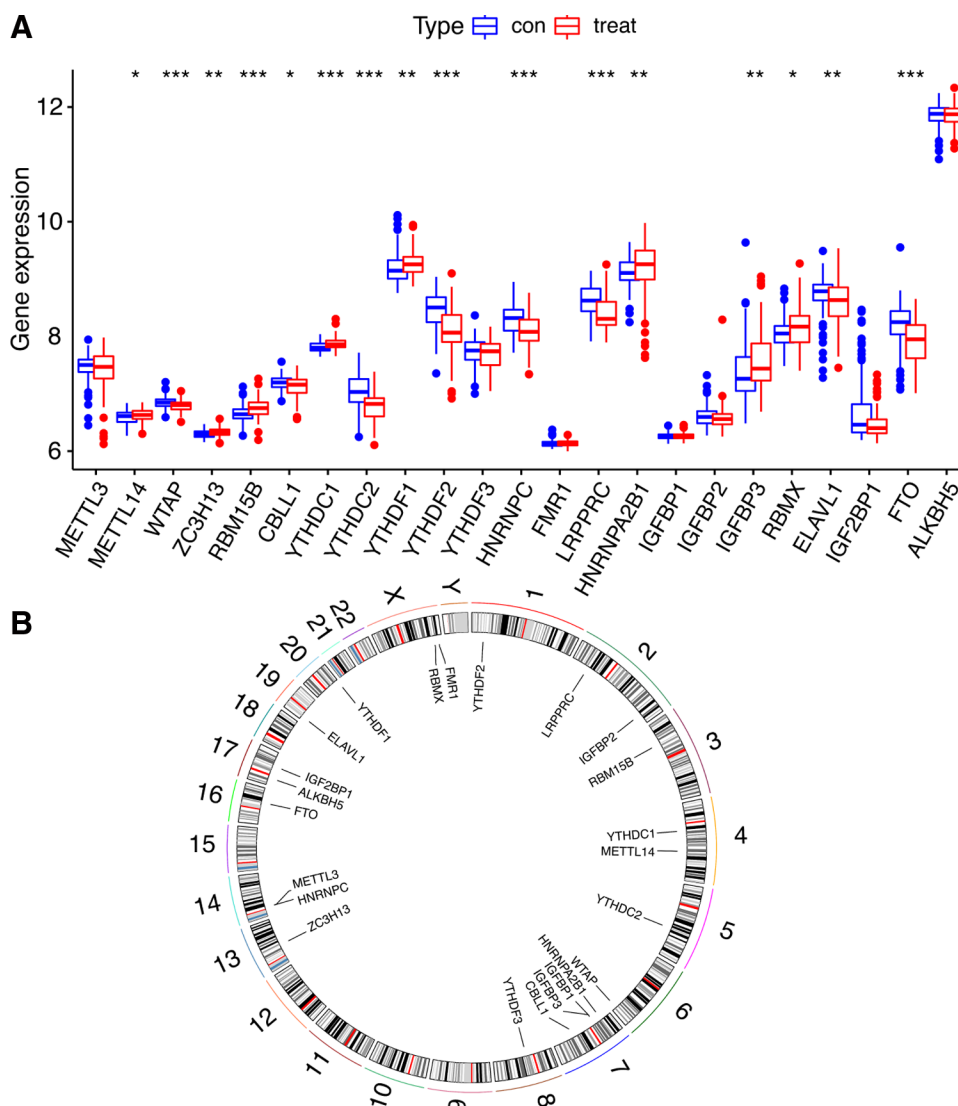 A
Type con treat
* *** ** *** * *** *** ** *** *** *** ** ** * ** ***
Gene expression
12
10
8
6
METTL3 METTL14 WTAP ZC3H13 RBM15B CBLL1 YTHDC1 YTHDC2 YTHDF1 YTHDF2 YTHDF3 HNRNPC FMR1 LRPPRC HNRNPA2B1 IGFBP1 IGFBP2 IGFBP3 RBMX ELAVL1 IGF2BP1 FTO ALKBH5
B
1
2
3
4
5
6
7
8
9
10
11
12
13
14
15
16
17
18
19
20
21
22
X
Y
YTHDF2
LRPPRC
IGFBP2
RBM15B
YTHDC1
METTL14
YTHDC2
WTAP
HNRNPA2B1
IGFBP1
IGFBP3
CBLL1
YTHDF3
ZC3H13
HNRNPC
METTL3
FTO
ALKBH5
IGF2BP1
ELAVL1
YTHDF1
RBMX
FMR1